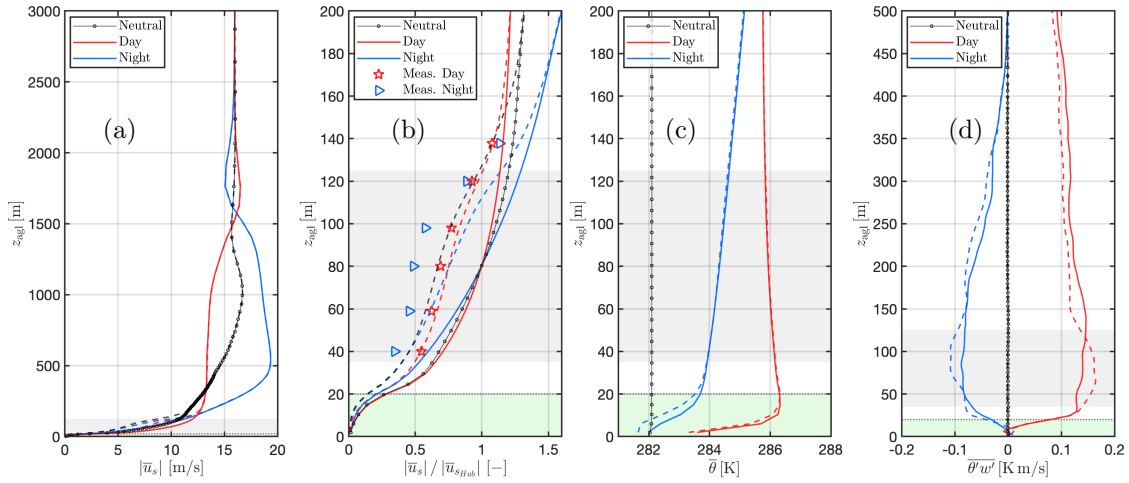 3000
2500
2000
1500
1000
500
0
z_agl [m]
0 5 10 15 20
|u̅_s| [m/s]
Neutral
Day
Night
(a)
200
180
160
140
120
100
80
60
40
20
0
z_agl [m]
0 0.5 1 1.5
|u̅_s| / |u̅_{s_Hub}| [−]
Neutral
Day
Night
Meas. Day
Meas. Night
(b)
200
180
160
140
120
100
80
60
40
20
0
z_agl [m]
282 284 286 288
θ̅ [K]
Neutral
Day
Night
(c)
500
450
400
350
300
250
200
150
100
50
0
z_agl [m]
-0.2 -0.1 0 0.1 0.2
θ′w′ [K m/s]
Neutral
Day
Night
(d)